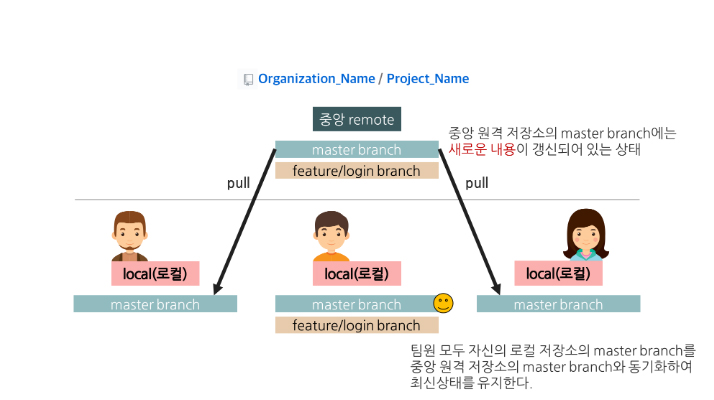 Organization_Name / Project_Name
중앙 remote
master branch
feature/login branch
중앙 원격 저장소의 master branch에는
새로운 내용이 갱신되어 있는 상태
pull
pull
local(로컬)
local(로컬)
local(로컬)
master branch
master branch
master branch
feature/login branch
팀원 모두 자신의 로컬 저장소의 master branch를
중앙 원격 저장소의 master branch와 동기화하여
최신상태를 유지한다.